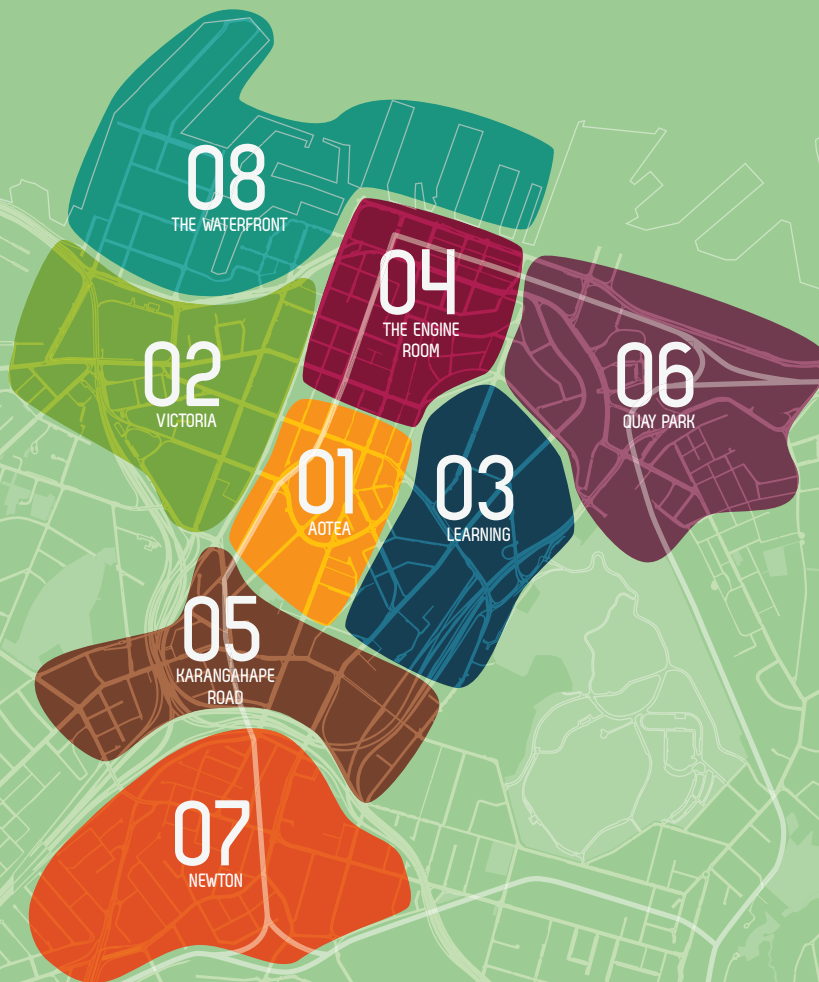 08
THE WATERFRONT
04
THE ENGINE
ROOM
02
VICTORIA
06
QUAY PARK
01
AOTEA
03
LEARNING
05
KARANGAHAPE
ROAD
07
NEWTON